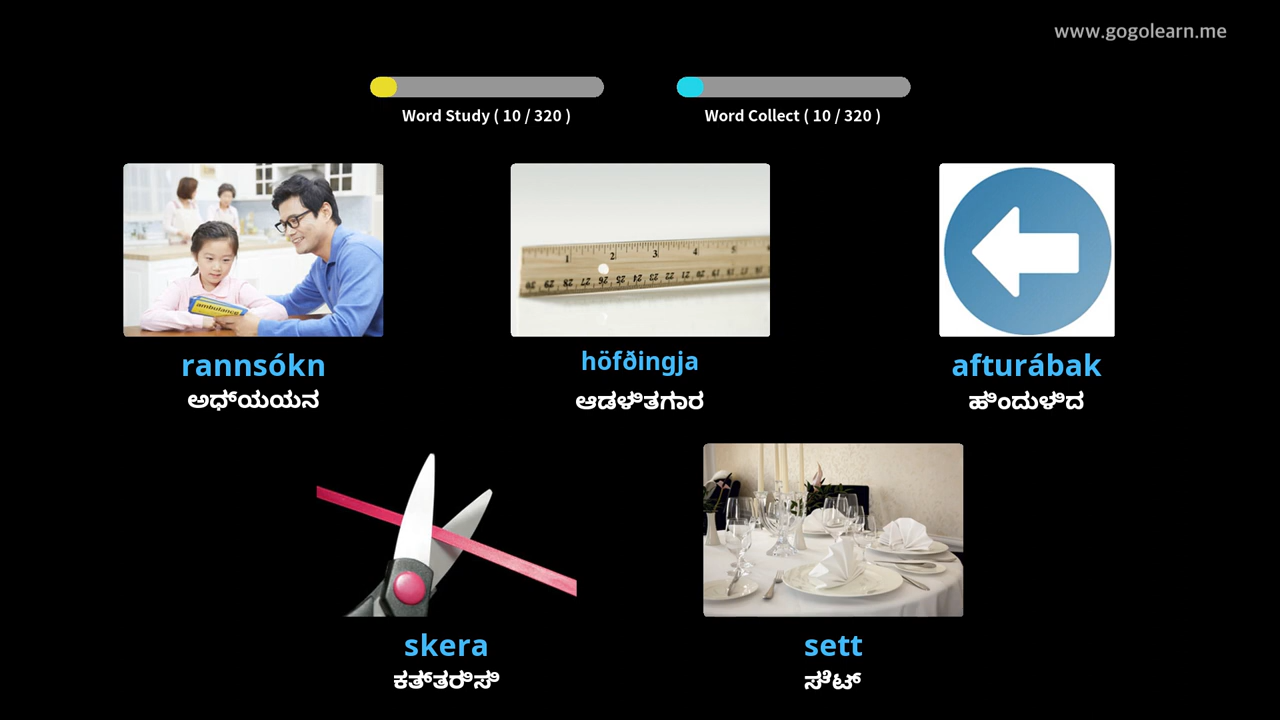 www.gogolearn.me
Word Study ( 10 / 320 )
Word Collect ( 10 / 320 )
ambulance
rannsókn
ಅಧ್ಯಯನ
höfðingja
ಆಡಳಿತಗಾರ
afturábak
ಹಿಂದುಳಿದ
skera
ಕತ್ತರಿಸಿ
sett
ಸೆಟ್